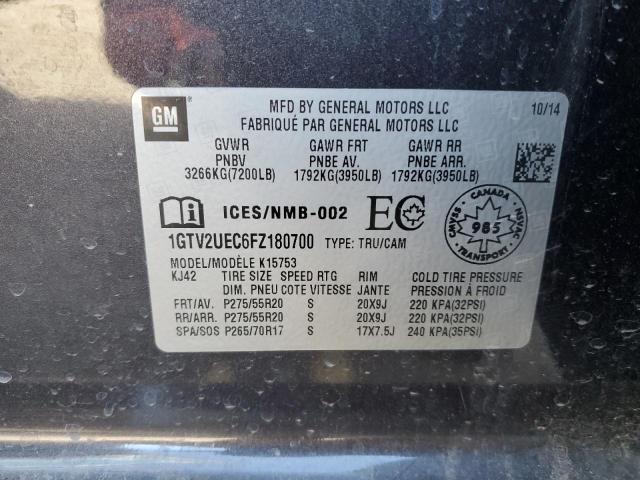 GM
MFD BY GENERAL MOTORS LLC 10/14
FABRIQUÉ PAR GENERAL MOTORS LLC
GVWR GAWR FRT GAWR RR
PNBV PNBE AV. PNBE ARR.
3266KG(7200LB) 1792KG(3950LB) 1792KG(3950LB)
ICES/NMB-002 EC
CANADA
CMVSS NSVAC
985
TRANSPORT
1GTV2UEC6FZ180700 TYPE: TRU/CAM
MODEL/MODÈLE K15753
KJ42 TIRE SIZE SPEED RTG RIM COLD TIRE PRESSURE
DIM. PNEU COTE VITESSE JANTE PRESSION À FROID
FRT/AV. P275/55R20 S 20X9J 220 KPA(32PSI)
RR/ARR. P275/55R20 S 20X9J 220 KPA(32PSI)
SPA/SOS P265/70R17 S 17X7.5J 240 KPA(35PSI)